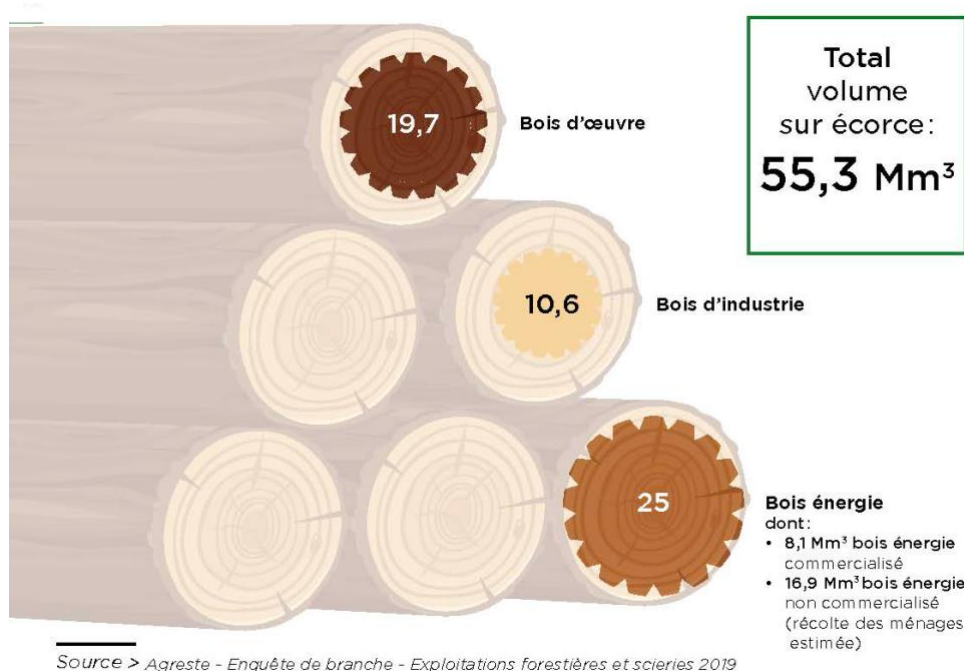 19,7
Bois d'œuvre
Total
volume
sur écorce :
55,3 Mm³
10,6
Bois d'industrie
25
Bois énergie
dont :
• 8,1 Mm³ bois énergie
commercialisé
• 16,9 Mm³ bois énergie
non commercialisé
(récolte des ménages
estimée)
Source > Agreste - Enquête de branche - Exploitations forestières et scieries 2019